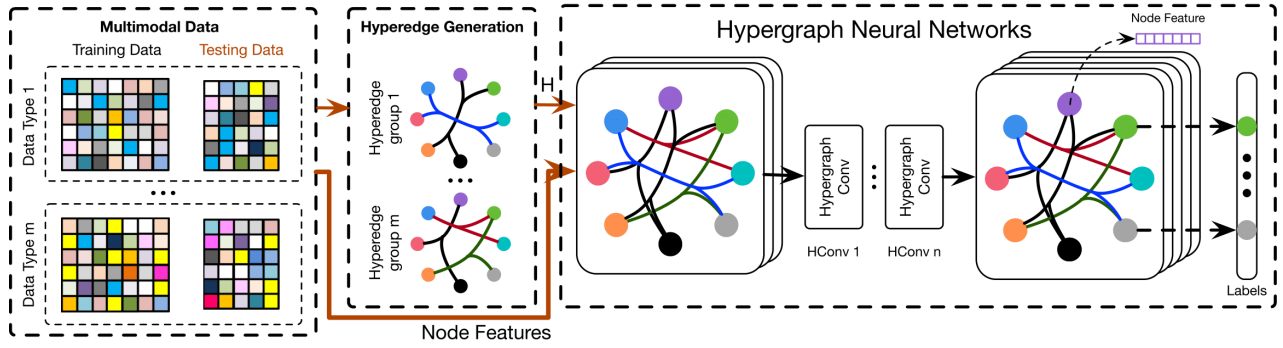 Multimodal Data
Training Data
Testing Data
Data Type 1
Data Type m
Hyperedge Generation
Hyperedge
group 1
Hyperedge
group m
H
Node Features
Hypergraph Neural Networks
Hypergraph
Conv
HConv 1
Hypergraph
Conv
HConv n
Node Feature
Labels